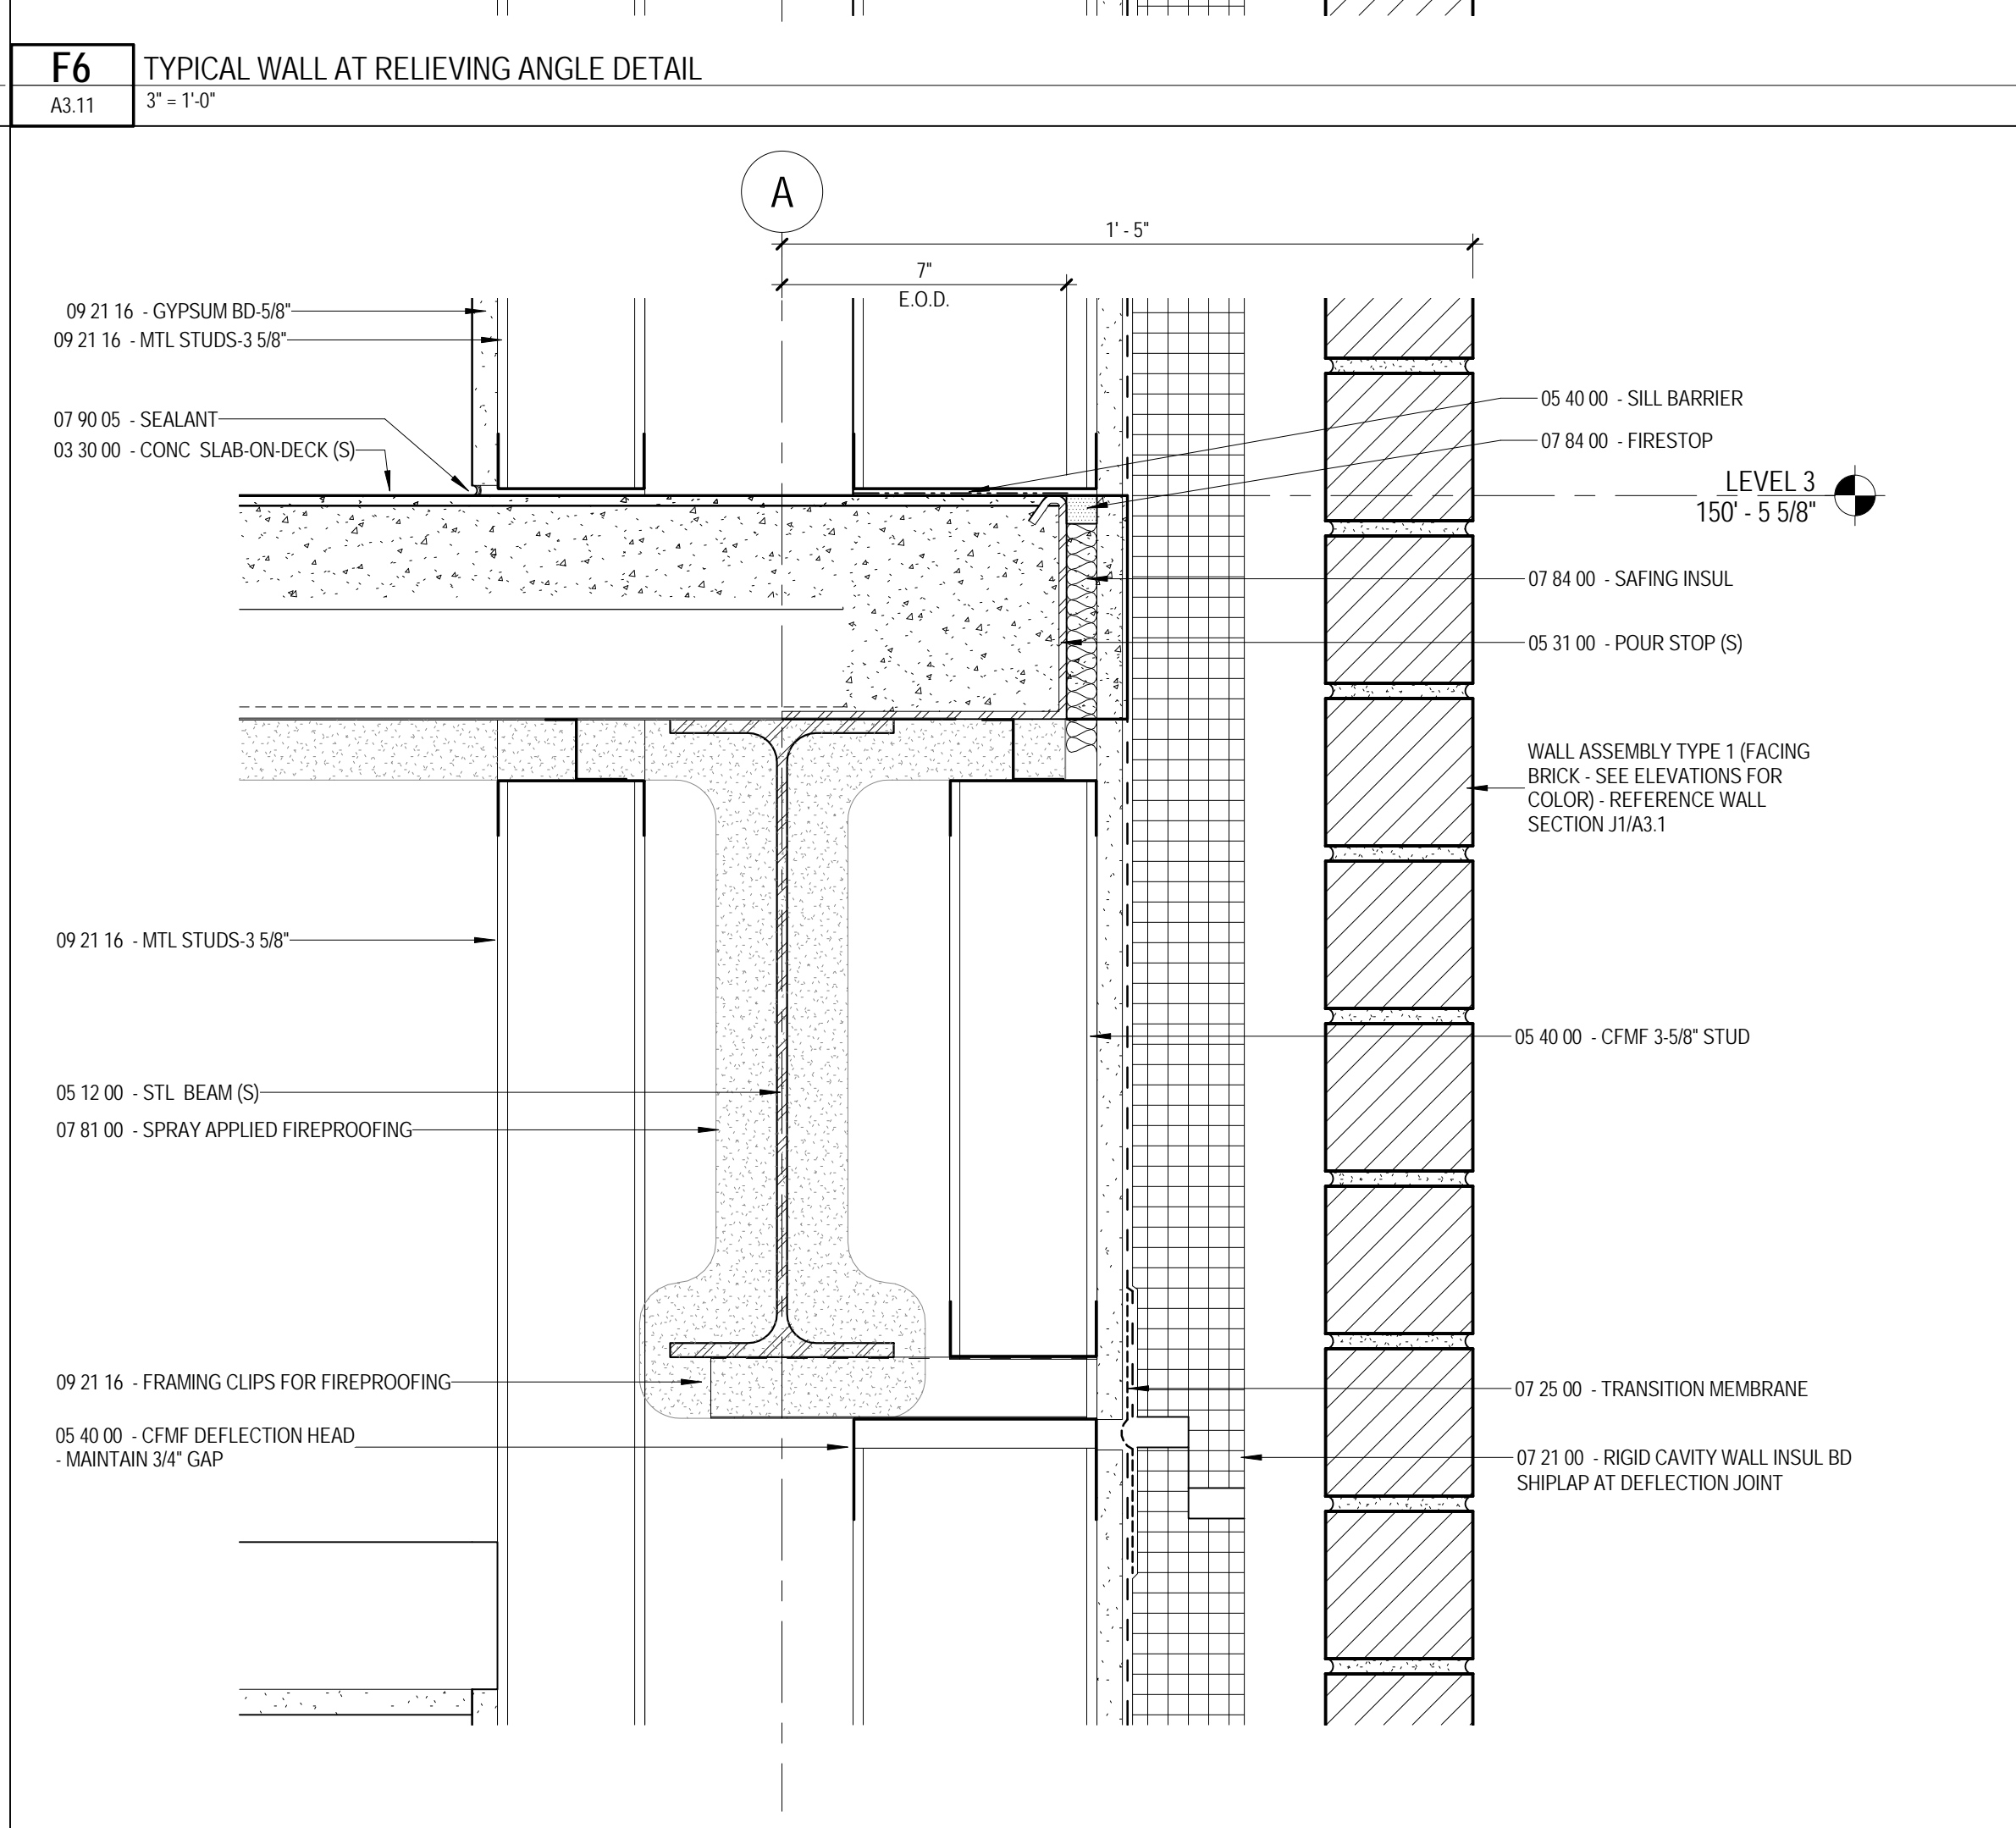 F6
TYPICAL WALL AT RELIEVING ANGLE DETAIL
A3.11
3" = 1'-0"
A
1' - 5"
7"
E.O.D.
09 21 16 - GYPSUM BD-5/8"
09 21 16 - MTL STUDS-3 5/8"
07 90 05 - SEALANT
03 30 00 - CONC SLAB-ON-DECK (S)
09 21 16 - MTL STUDS-3 5/8"
05 12 00 - STL BEAM (S)
07 81 00 - SPRAY APPLIED FIREPROOFING
09 21 16 - FRAMING CLIPS FOR FIREPROOFING
05 40 00 - CFMF DEFLECTION HEAD
- MAINTAIN 3/4" GAP
05 40 00 - SILL BARRIER
07 84 00 - FIRESTOP
LEVEL 3
150' - 5 5/8"
07 84 00 - SAFING INSUL
05 31 00 - POUR STOP (S)
WALL ASSEMBLY TYPE 1 (FACING
BRICK - SEE ELEVATIONS FOR
COLOR) - REFERENCE WALL
SECTION J1/A3.1
05 40 00 - CFMF 3-5/8" STUD
07 25 00 - TRANSITION MEMBRANE
07 21 00 - RIGID CAVITY WALL INSUL BD
SHIPLAP AT DEFLECTION JOINT